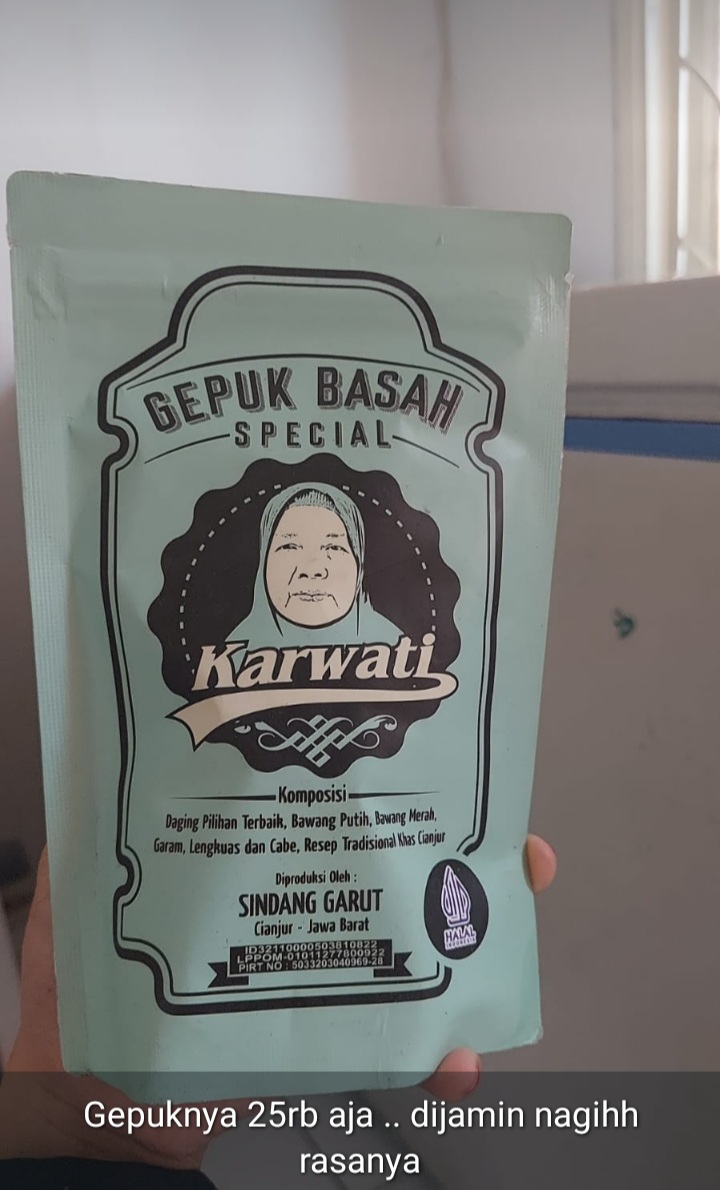 GEPUK BASAH
SPECIAL
Karwati
Komposisi
Daging Pilihan Terbaik, Bawang Putih, Bawang Merah,
Garam, Lengkuas dan Cabe, Resep Tradisional Khas Cianjur
Diproduksi Oleh :
SINDANG GARUT
Cianjur - Jawa Barat
ID32110000503810822
LPPOM-01011277800922
PIRT NO : 5033203040969-28
HALAL
INDONESIA
Gepuknya 25rb aja .. dijamin nagihh
rasanya